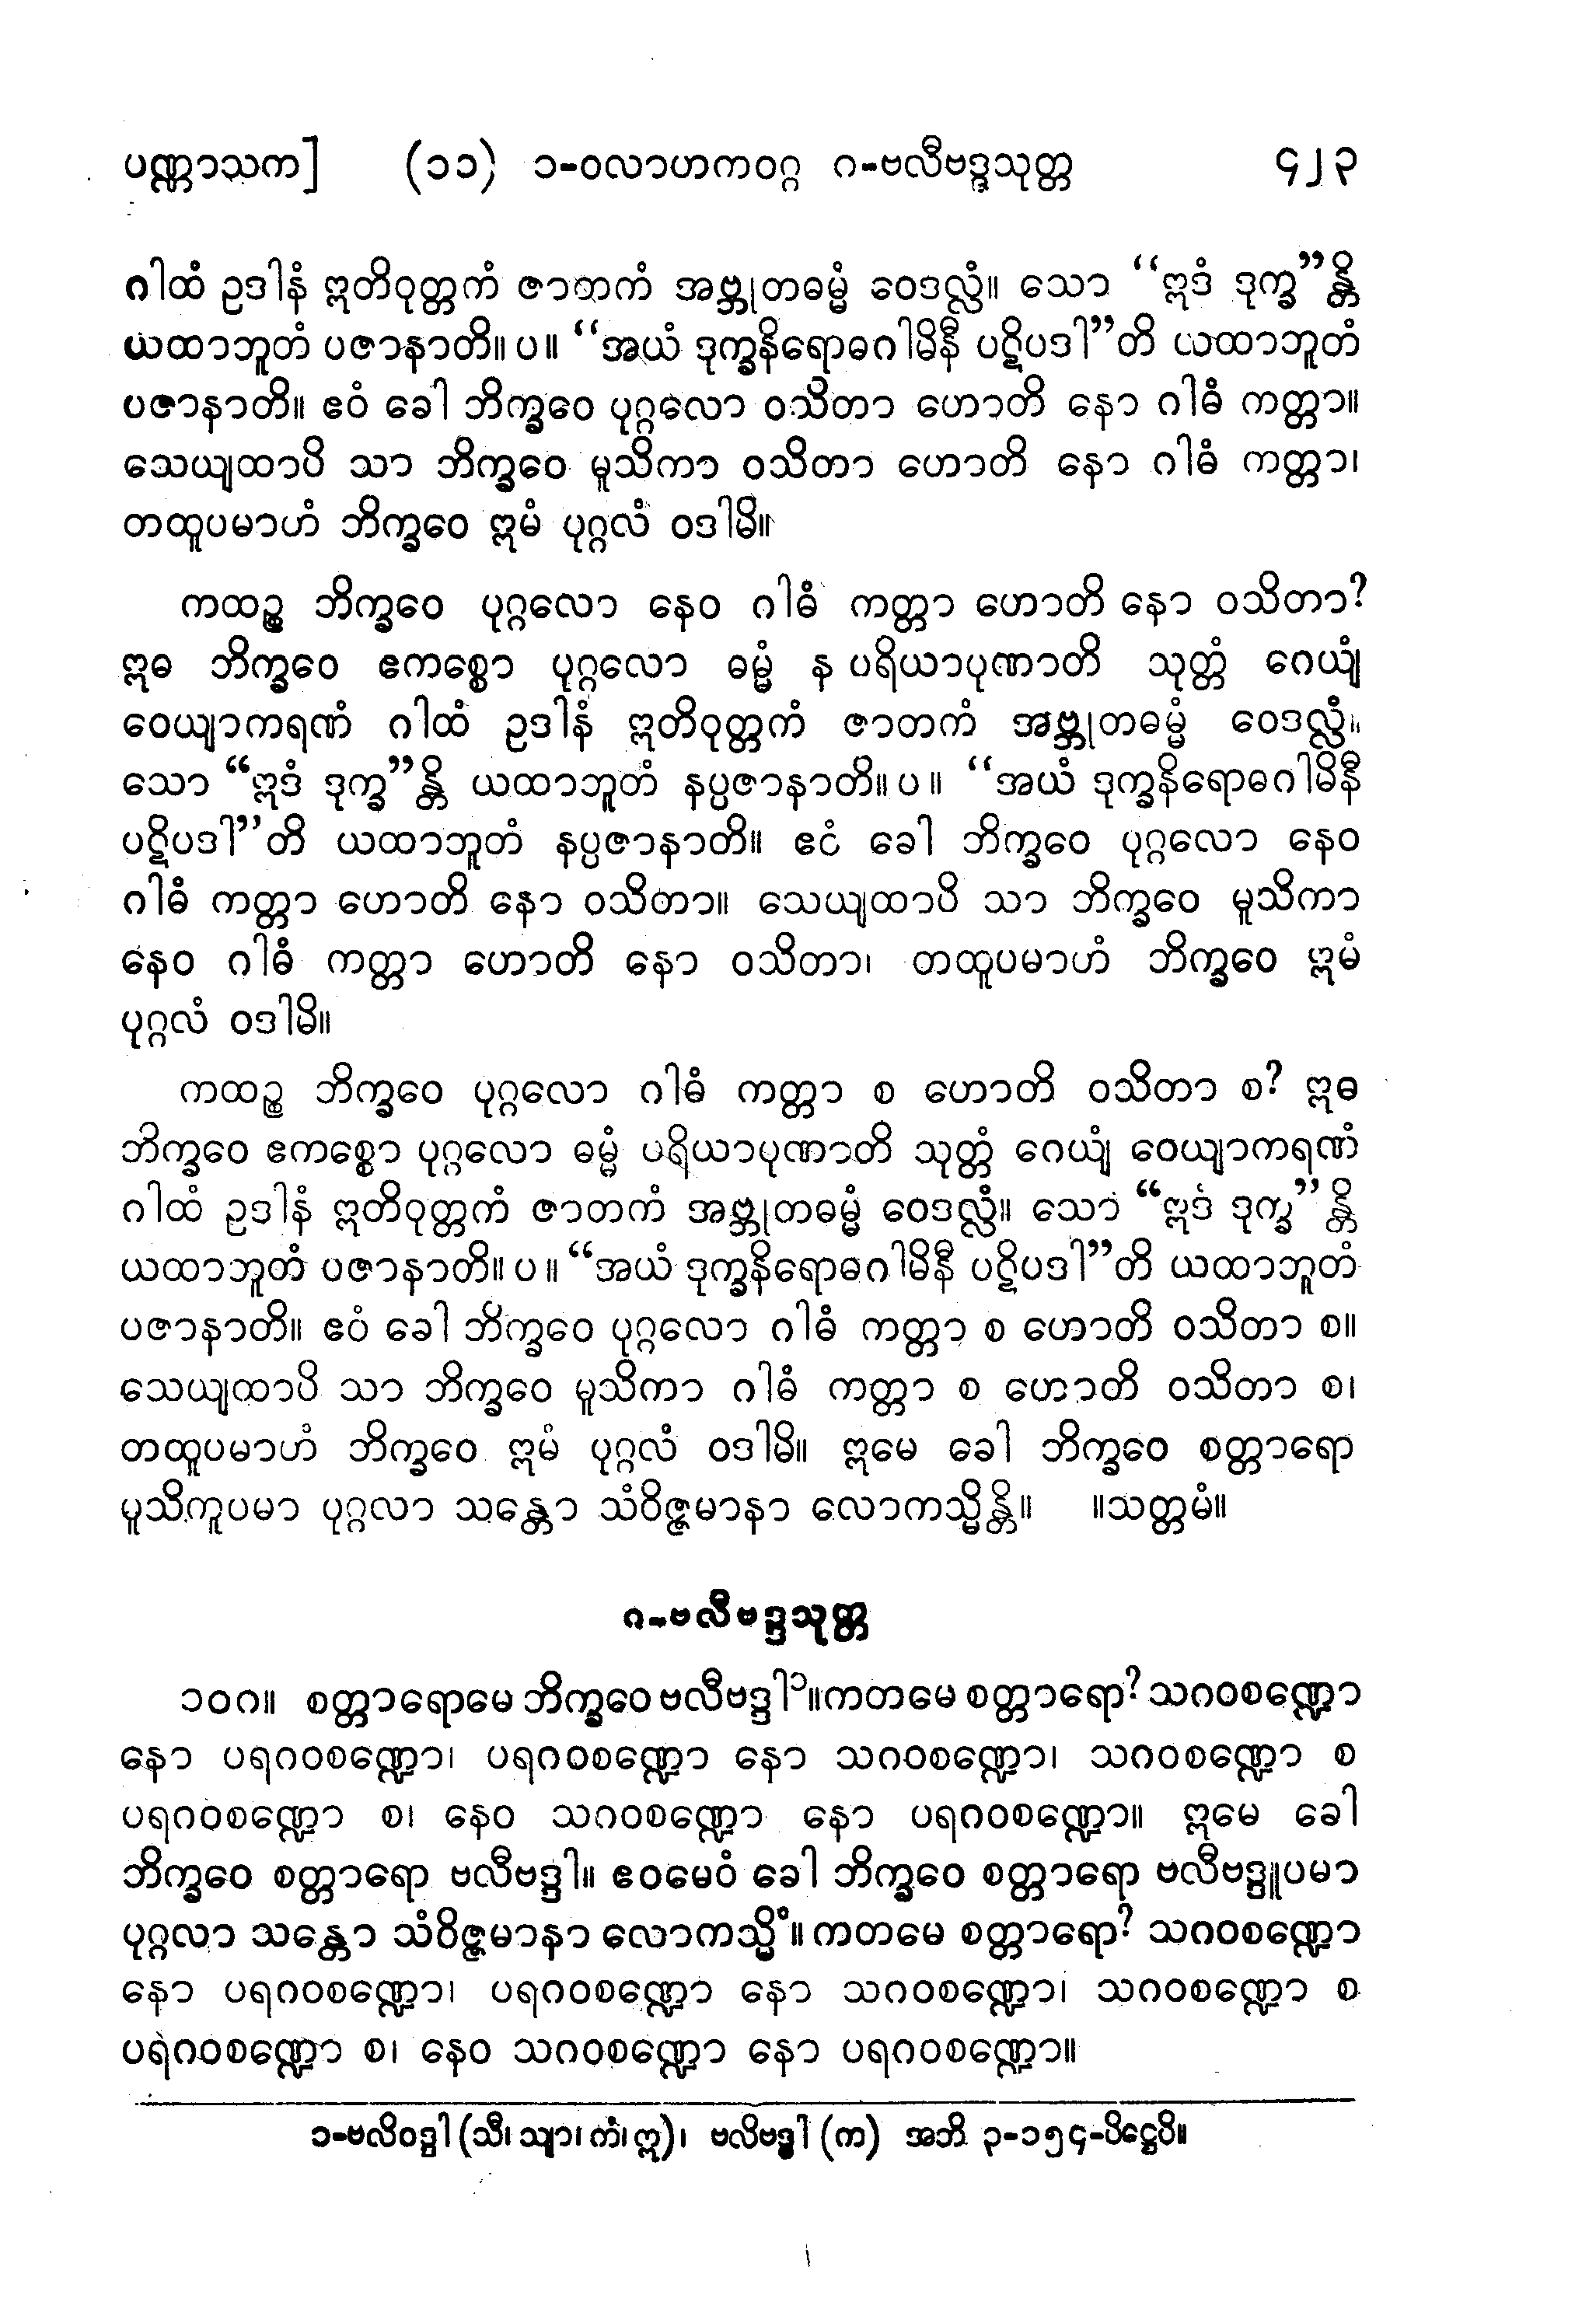 ပဏ္ဏာသက] (၁၁) ၁-ဝလာဟကဝဂ္ဂ ဂ-ဗလီဗဒ္ဒသုတ္တ ၄၂၃
ဂါထံ ဥဒါနံ ဣတိဝုတ္တကံ ဇာတကံ အဗ္ဘုတဓမ္မံ ဝေဒလ္လံ။ သော “ဣဒံ ဒုက္ခ”န္တိ
ယထာဘူတံ ပဇာနာတိ။ ပ။ “အယံ ဒုက္ခနိရောဓဂါမိနီ ပဋိပဒါ”တိ ယထာဘူတံ
ပဇာနာတိ။ ဧဝံ ခေါ ဘိက္ခဝေ ပုဂ္ဂလော ဝသိတာ ဟောတိ နော ဂါဓံ ကတ္တာ။
သေယျထာပိ သာ ဘိက္ခဝေ မူသိကာ ဝသိတာ ဟောတိ နော ဂါဓံ ကတ္တာ၊
တထူပမာဟံ ဘိက္ခဝေ ဣမံ ပုဂ္ဂလံ ဝဒါမိ။
ကထဉ္စ ဘိက္ခဝေ ပုဂ္ဂလော နေဝ ဂါဓံ ကတ္တာ ဟောတိ နော ဝသိတာ?
ဣဓ ဘိက္ခဝေ ဧကစ္စော ပုဂ္ဂလော ဓမ္မံ န ပရိယာပုဏာတိ သုတ္တံ ဂေယျံ
ဝေယျာကရဏံ ဂါထံ ဥဒါနံ ဣတိဝုတ္တကံ ဇာတကံ အဗ္ဘုတဓမ္မံ ဝေဒလ္လံ။
သော “ဣဒံ ဒုက္ခ”န္တိ ယထာဘူတံ နပ္ပဇာနာတိ။ ပ ။ “အယံ ဒုက္ခနိရောဓဂါမိနီ
ပဋိပဒါ”တိ ယထာဘူတံ နပ္ပဇာနာတိ။ ဧဝံ ခေါ ဘိက္ခဝေ ပုဂ္ဂလော နေဝ
ဂါဓံ ကတ္တာ ဟောတိ နော ဝသိတာ။ သေယျထာပိ သာ ဘိက္ခဝေ မူသိကာ
နေဝ ဂါဓံ ကတ္တာ ဟောတိ နော ဝသိတာ၊ တထူပမာဟံ ဘိက္ခဝေ ဣမံ
ပုဂ္ဂလံ ဝဒါမိ။
ကထဉ္စ ဘိက္ခဝေ ပုဂ္ဂလော ဂါဓံ ကတ္တာ စ ဟောတိ ဝသိတာ စ? ဣဓ
ဘိက္ခဝေ ဧကစ္စော ပုဂ္ဂလော ဓမ္မံ ပရိယာပုဏာတိ သုတ္တံ ဂေယျံ ဝေယျာကရဏံ
ဂါထံ ဥဒါနံ ဣတိဝုတ္တကံ ဇာတကံ အဗ္ဘုတဓမ္မံ ဝေဒလ္လံ။ သော “ဣဒံ ဒုက္ခ”န္တိ
ယထာဘူတံ ပဇာနာတိ။ ပ ။ “အယံ ဒုက္ခနိရောဓဂါမိနီ ပဋိပဒါ”တိ ယထာဘူတံ
ပဇာနာတိ။ ဧဝံ ခေါ ဘိက္ခဝေ ပုဂ္ဂလော ဂါဓံ ကတ္တာ စ ဟောတိ ဝသိတာ စ။
သေယျထာပိ သာ ဘိက္ခဝေ မူသိကာ ဂါဓံ ကတ္တာ စ ဟောတိ ဝသိတာ စ၊
တထူပမာဟံ ဘိက္ခဝေ ဣမံ ပုဂ္ဂလံ ဝဒါမိ။ ဣမေ ခေါ ဘိက္ခဝေ စတ္တာရော
မူသိကူပမာ ပုဂ္ဂလာ သန္တော သံဝိဇ္ဇမာနာ လောကသ္မိန္တိ။ ။သတ္တမံ။
ဂ-ဗလီဗဒ္ဒသုတ္တ
၁၀ဂ။ စတ္တာရောမေ ဘိက္ခဝေ ဗလီဗဒ္ဒါ၁။ ကတမေ စတ္တာရော? သဂဝစဏ္ဍော
နော ပရဂဝစဏ္ဍော၊ ပရဂဝစဏ္ဍော နော သဂဝစဏ္ဍော၊ သဂဝစဏ္ဍော စ
ပရဂဝစဏ္ဍော စ၊ နေဝ သဂဝစဏ္ဍော နော ပရဂဝစဏ္ဍော။ ဣမေ ခေါ
ဘိက္ခဝေ စတ္တာရော ဗလီဗဒ္ဒါ။ ဧဝမေဝံ ခေါ ဘိက္ခဝေ စတ္တာရော ဗလီဗဒ္ဒူပမာ
ပုဂ္ဂလာ သန္တော သံဝိဇ္ဇမာနာ လောကသ္မိံ။ ကတမေ စတ္တာရော? သဂဝစဏ္ဍော
နော ပရဂဝစဏ္ဍော၊ ပရဂဝစဏ္ဍော နော သဂဝစဏ္ဍော၊ သဂဝစဏ္ဍော စ
ပရဂဝစဏ္ဍော စ၊ နေဝ သဂဝစဏ္ဍော နော ပရဂဝစဏ္ဍော။
၁-ဗလိဝဒ္ဒါ (သီ၊ သျာ၊ ကံ၊ ဣ)၊ ဗလိဗဒ္ဓါ (က) အဘိ ၃-၁၅၄-ပိဋ္ဌေပိ။